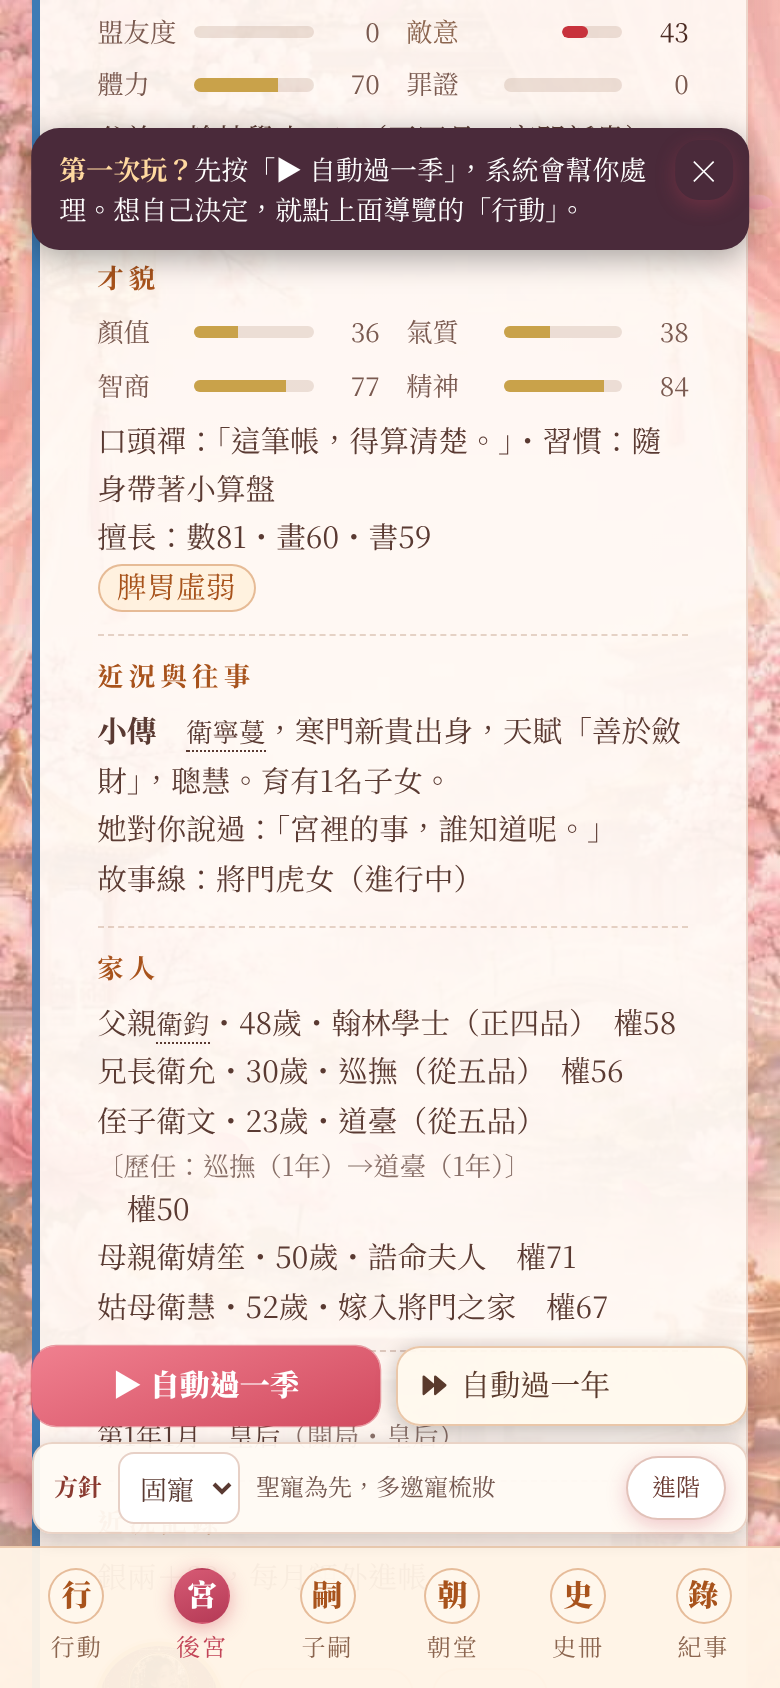 盟友度 0 敵意 43
體力 70 罪證 0
第一次玩？先按「▶ 自動過一季」，系統會幫你處
理。想自己決定，就點上面導覽的「行動」。
才貌
顏值 36 氣質 38
智商 77 精神 84
口頭禪：「這筆帳，得算清楚。」・習慣：隨
身帶著小算盤
擅長：數81・畫60・書59
脾胃虛弱
近況與往事
小傳 衛寧蔓，寒門新貴出身，天賦「善於斂
財」，聰慧。育有1名子女。
她對你說過：「宮裡的事，誰知道呢。」
故事線：將門虎女（進行中）
家人
父親衛鈞・48歲・翰林學士（正四品） 權58
兄長衛允・30歲・巡撫（從五品） 權56
侄子衛文・23歲・道臺（從五品）
〔歷任：巡撫（1年）→道臺（1年）〕
權50
母親衛婧笙・50歲・誥命夫人 權71
姑母衛慧・52歲・嫁入將門之家 權67
▶ 自動過一季 自動過一年
第1年1月 皇后（開局・皇后）
方針 固寵 聖寵為先，多邀寵梳妝 進階
行 宮 嗣 朝 史 錄
行動 後宮 子嗣 朝堂 史冊 紀事